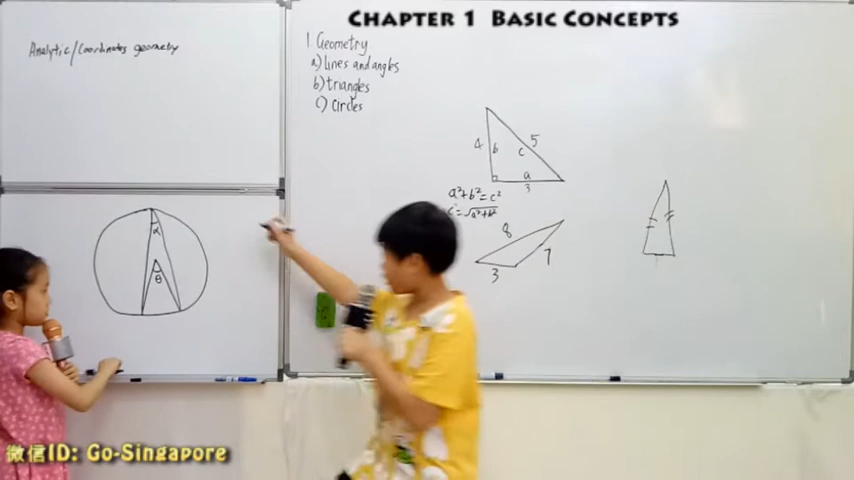 CHAPTER 1 BASIC CONCEPTS
Analytic/Coordinates geometry
1 Geometry
a) lines and angles
b) triangles
c) Circles
4
b
c
5
a
3
a²+b²=c²
c=√a²+b²
8
7
3
α
θ
微信ID: Go-Singapore